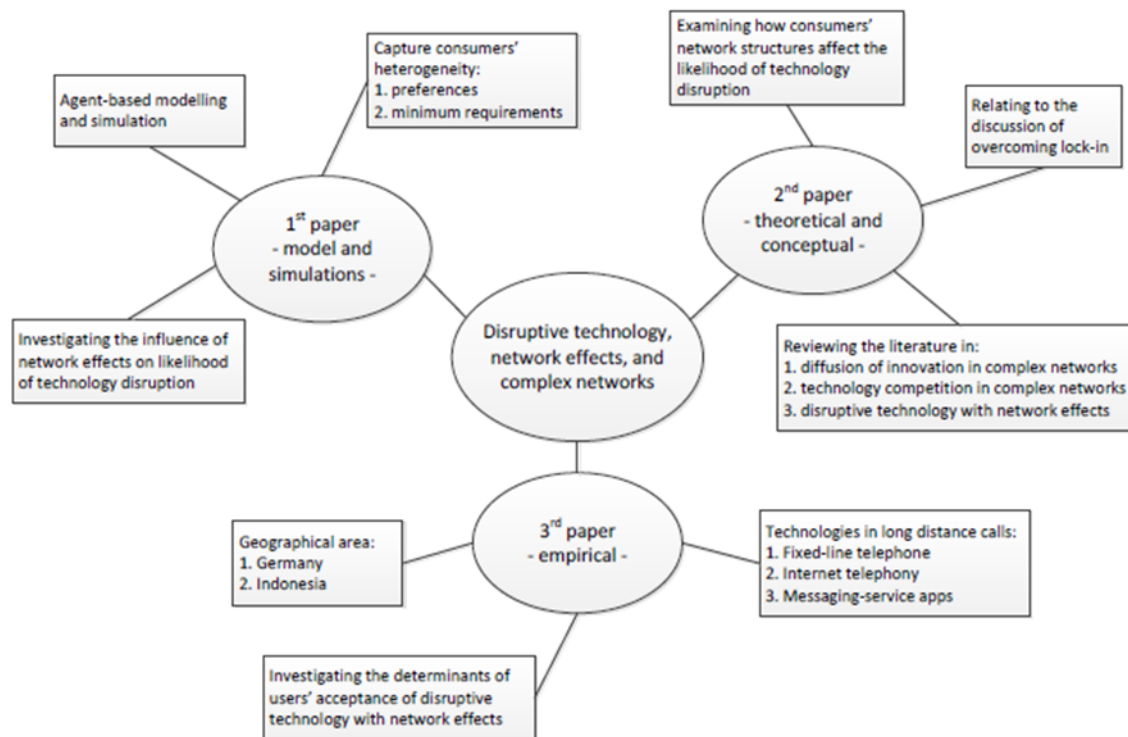 Capture consumers'
heterogeneity:
1. preferences
2. minimum requirements
Agent-based modelling
and simulation
1st paper
- model and
simulations -
Investigating the influence of
network effects on likelihood
of technology disruption
Examining how consumers'
network structures affect the
likelihood of technology
disruption
Relating to the
discussion of
overcoming lock-in
2nd paper
- theoretical and
conceptual -
Reviewing the literature in:
1. diffusion of innovation in complex networks
2. technology competition in complex networks
3. disruptive technology with network effects
Disruptive technology,
network effects, and
complex networks
3rd paper
- empirical -
Geographical area:
1. Germany
2. Indonesia
Technologies in long distance calls:
1. Fixed-line telephone
2. Internet telephony
3. Messaging-service apps
Investigating the determinants of
users' acceptance of disruptive
technology with network effects